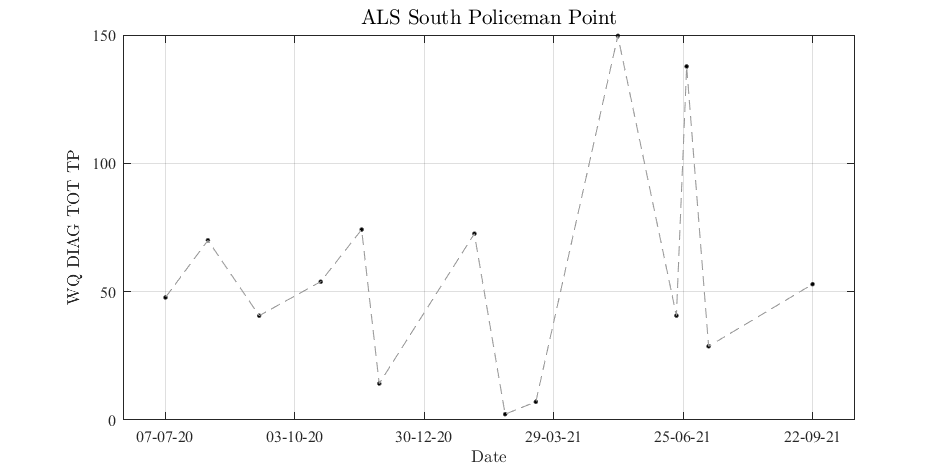 ALS South Policeman Point
150
100
50
0
WQ DIAG TOT TP
07-07-20 03-10-20 30-12-20 29-03-21 25-06-21 22-09-21
Date